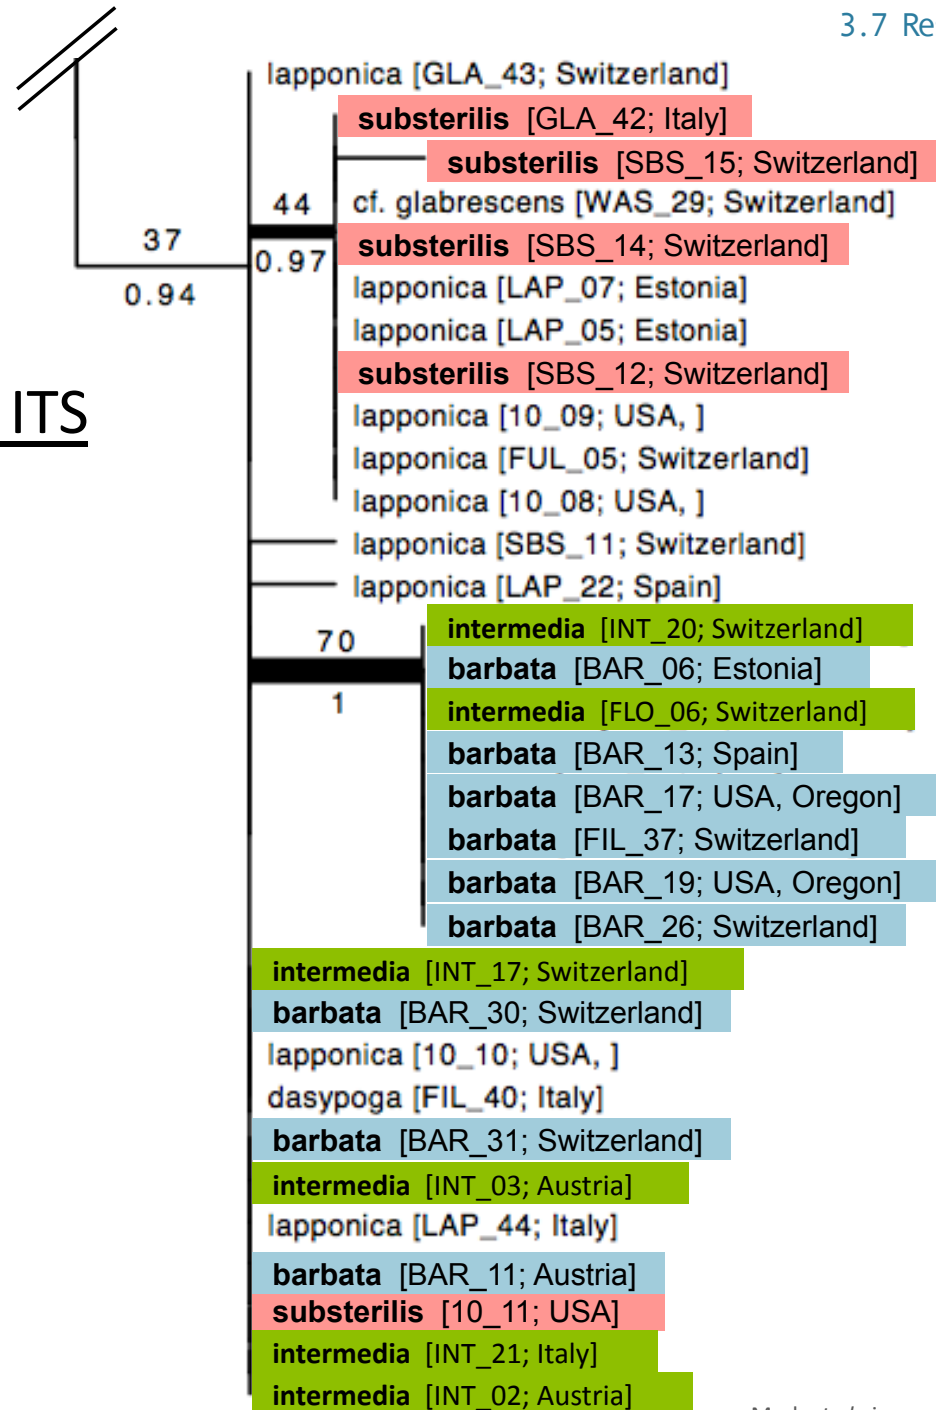 3.7 Re
lapponica [GLA_43; Switzerland]
substerilis [GLA_42; Italy]
substerilis [SBS_15; Switzerland]
44
cf. glabrescens [WAS_29; Switzerland]
37
substerilis [SBS_14; Switzerland]
0.97
0.94
lapponica [LAP_07; Estonia]
lapponica [LAP_05; Estonia]
substerilis [SBS_12; Switzerland]
ITS
lapponica [10_09; USA, ]
lapponica [FUL_05; Switzerland]
lapponica [10_08; USA, ]
lapponica [SBS_11; Switzerland]
lapponica [LAP_22; Spain]
intermedia [INT_20; Switzerland]
70
barbata [BAR_06; Estonia]
1
intermedia [FLO_06; Switzerland]
barbata [BAR_13; Spain]
barbata [BAR_17; USA, Oregon]
barbata [FIL_37; Switzerland]
barbata [BAR_19; USA, Oregon]
barbata [BAR_26; Switzerland]
intermedia [INT_17; Switzerland]
barbata [BAR_30; Switzerland]
lapponica [10_10; USA, ]
dasypoga [FIL_40; Italy]
barbata [BAR_31; Switzerland]
intermedia [INT_03; Austria]
lapponica [LAP_44; Italy]
barbata [BAR_11; Austria]
substerilis [10_11; USA]
intermedia [INT_21; Italy]
intermedia [INT_02; Austria]